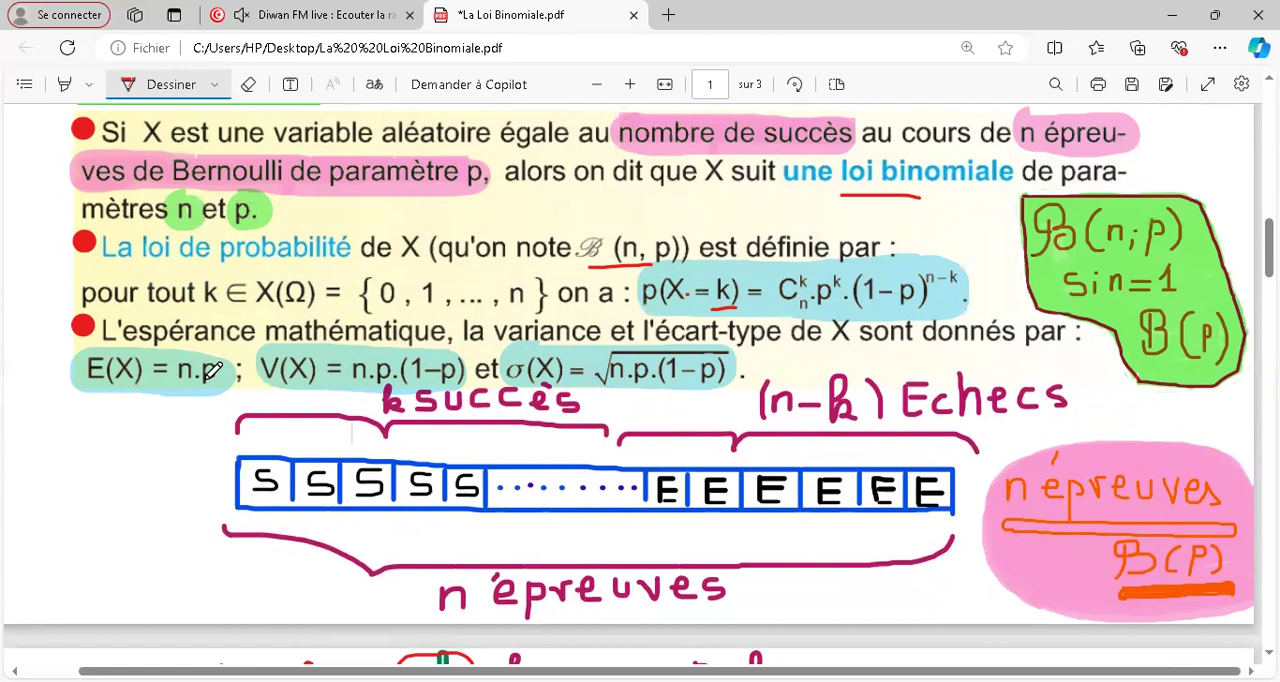 Se connecter
Diwan FM live : Ecouter la ra
*La Loi Binomiale.pdf
Fichier
C:/Users/HP/Desktop/La%20%20Loi%20Binomiale.pdf
Dessiner
aあ
Demander à Copilot
1
sur 3
Si X est une variable aléatoire égale au nombre de succès au cours de n épreu-
ves de Bernoulli de paramètre p, alors on dit que X suit une loi binomiale de para-
mètres n et p.
La loi de probabilité de X (qu'on note ℬ (n, p)) est définie par :
pour tout k ∈ X(Ω) = { 0 , 1 , ... , n } on a : p(X = k) = Cₙᵏ.pᵏ.(1−p)ⁿ⁻ᵏ .
L'espérance mathématique, la variance et l'écart-type de X sont donnés par :
E(X) = n.p ; V(X) = n.p.(1−p) et σ(X) = √n.p.(1−p) .
ℬ(n;p)
si n=1
ℬ(p)
k succès
(n−k) Echecs
S S S S S ......... E E E E E E
n épreuves
n épreuves
ℬ(P)